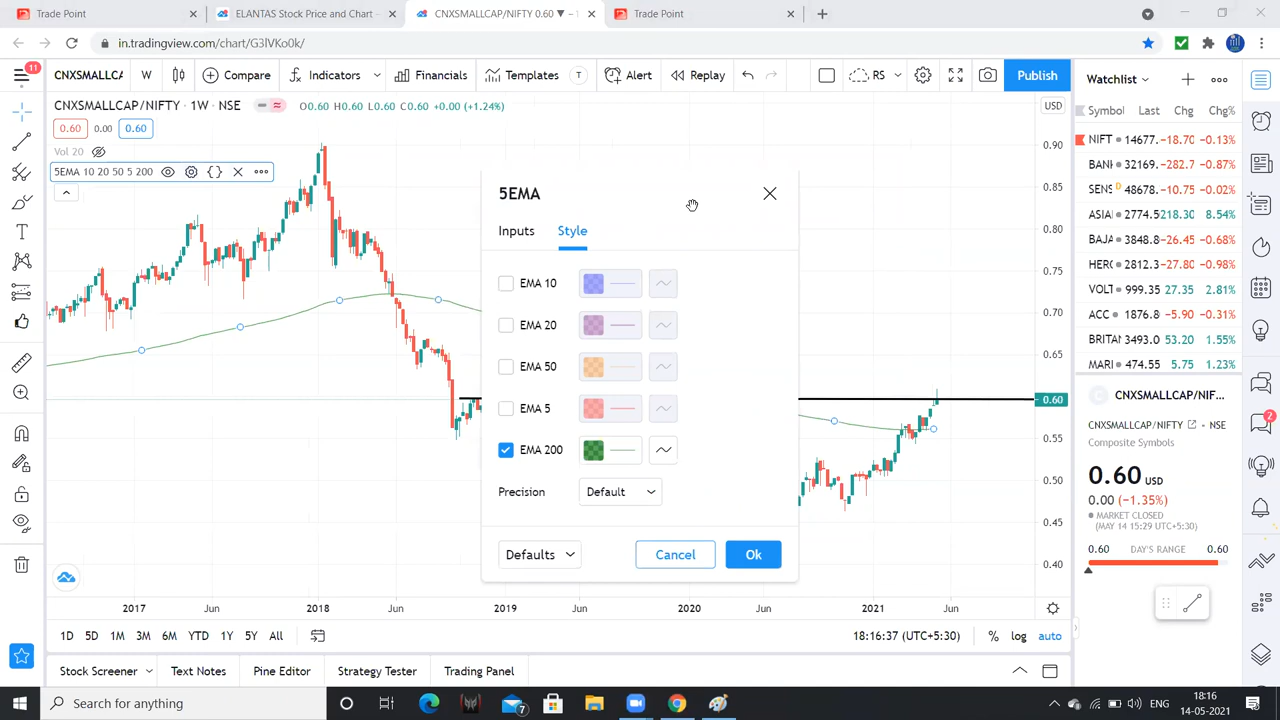 Trade Point
ELANTAS Stock Price and Chart –
CNXSMALLCAP/NIFTY 0.60 ▼ −1
Trade Point
in.tradingview.com/chart/G3lVKo0k/
11
CNXSMALLCA
W
Compare
Indicators
Financials
Templates
T
Alert
Replay
RS
Publish
Watchlist
CNXSMALLCAP/NIFTY · 1W · NSE
O0.60 H0.60 L0.60 C0.60 +0.00 (+1.24%)
USD
Symbol Last Chg Chg%
0.60 0.00 0.60
Vol 20
5EMA 10 20 50 5 200
NIFT 14677. -18.70 -0.13%
BAN 32169. -282.7 -0.87%
SENS D 48678. -10.75 -0.02%
ASIA 2774.5 218.30 8.54%
BAJA 3848.8 -26.45 -0.68%
HERC 2812.3 -27.80 -0.98%
VOLT 999.35 27.35 2.81%
ACC 1876.8 -5.90 -0.31%
BRITAN 3493.0 53.20 1.55%
MARI 474.55 5.75 1.23%
0.90
0.85
0.80
0.75
0.70
0.65
0.60
0.55
0.50
0.45
0.40
5EMA
Inputs
Style
EMA 10
EMA 20
EMA 50
EMA 5
EMA 200
Precision
Default
Defaults
Cancel
Ok
C
CNXSMALLCAP/NIF...
CNXSMALLCAP/NIFTY · NSE
Composite Symbols
2
0.60 USD
0.00 (−1.35%)
MARKET CLOSED
(MAY 14 15:29 UTC+5:30)
0.60 DAY'S RANGE 0.60
2017 Jun 2018 Jun 2019 Jun 2020 Jun 2021 Jun
1D 5D 1M 3M 6M YTD 1Y 5Y All
18:16:37 (UTC+5:30)
% log auto
Stock Screener
Text Notes
Pine Editor
Strategy Tester
Trading Panel
Search for anything
7
ENG
18:16
14-05-2021